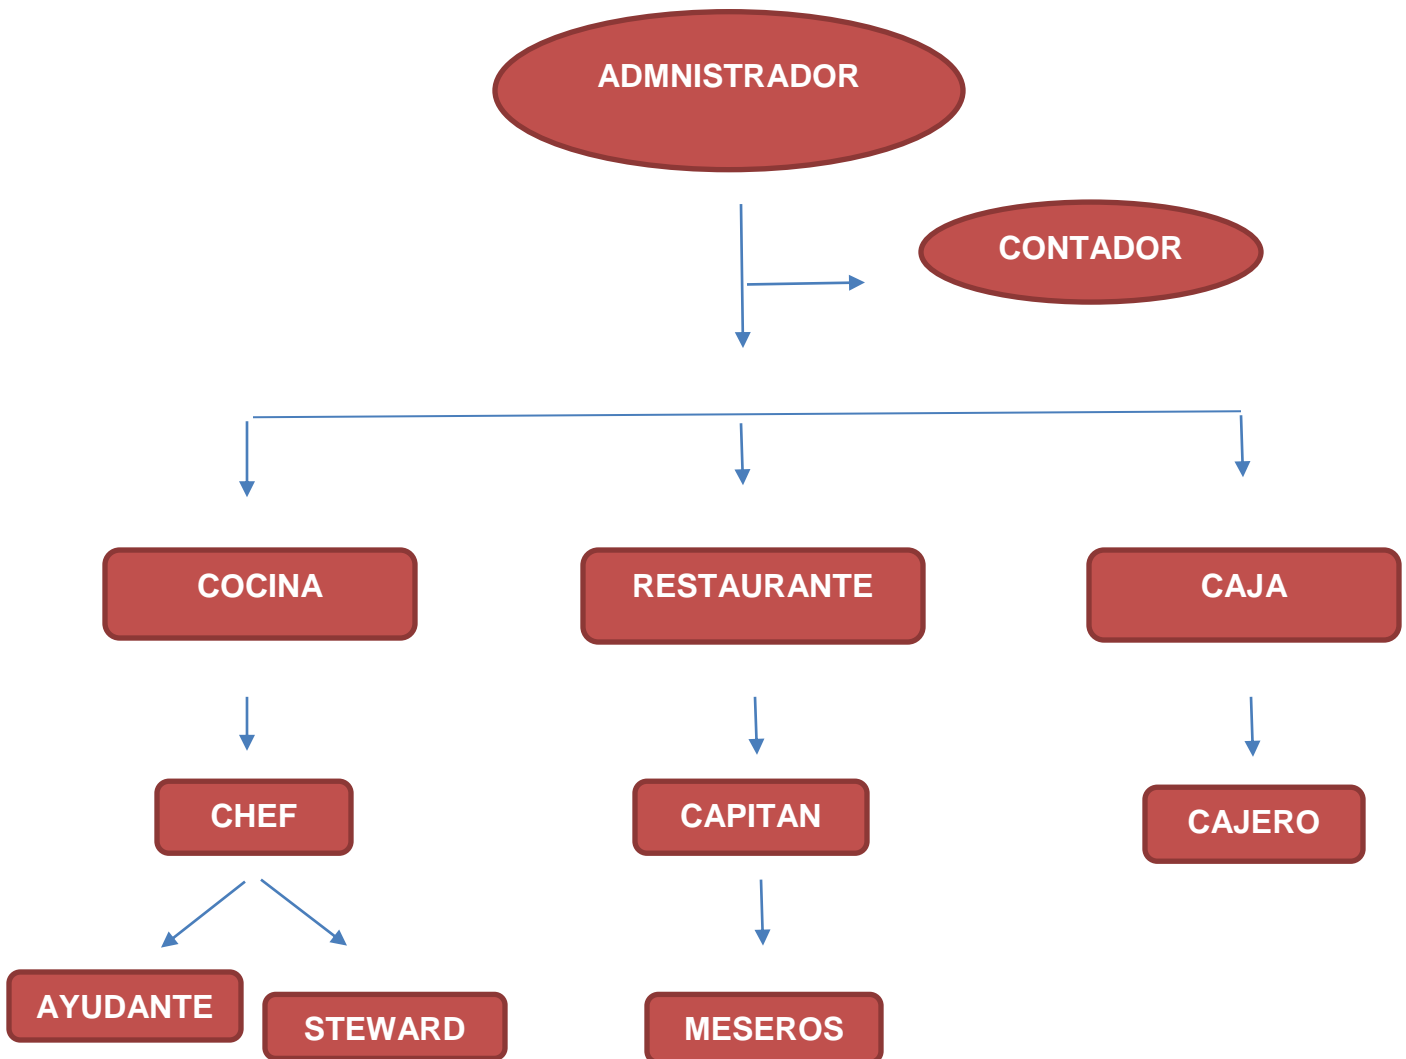 ADMNISTRADOR
CONTADOR
COCINA
RESTAURANTE
CAJA
CHEF
CAPITAN
CAJERO
AYUDANTE
STEWARD
MESEROS